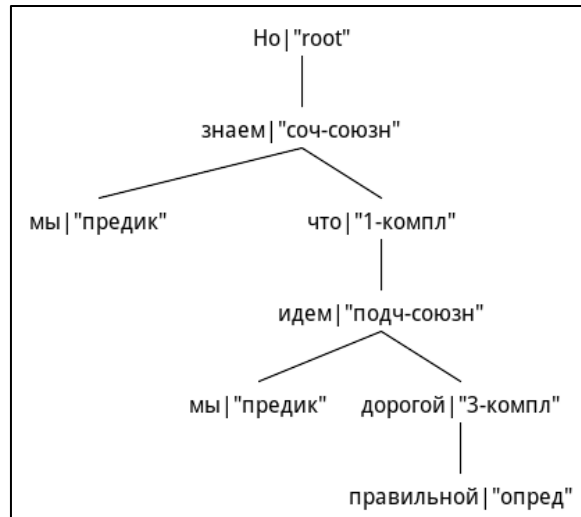 Но|"root"
знаем|"соч-союзн"
мы|"предик" что|"1-компл"
идем|"подч-союзн"
мы|"предик" дорогой|"3-компл"
правильной|"опред"